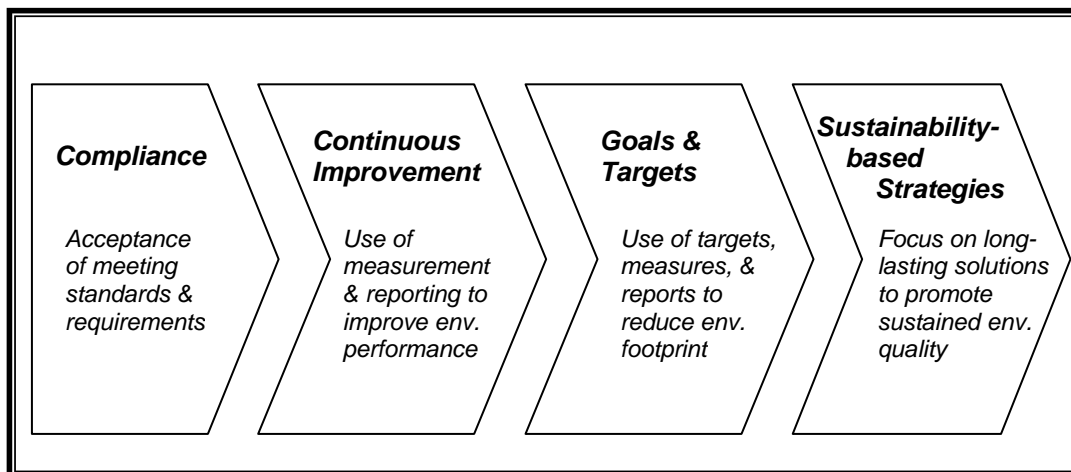 Compliance
Acceptance
of meeting
standards &
requirements
Continuous
Improvement
Use of
measurement
& reporting to
improve env.
performance
Goals &
Targets
Use of targets,
measures, &
reports to
reduce env.
footprint
Sustainability-
based
Strategies
Focus on long-
lasting solutions
to promote
sustained env.
quality